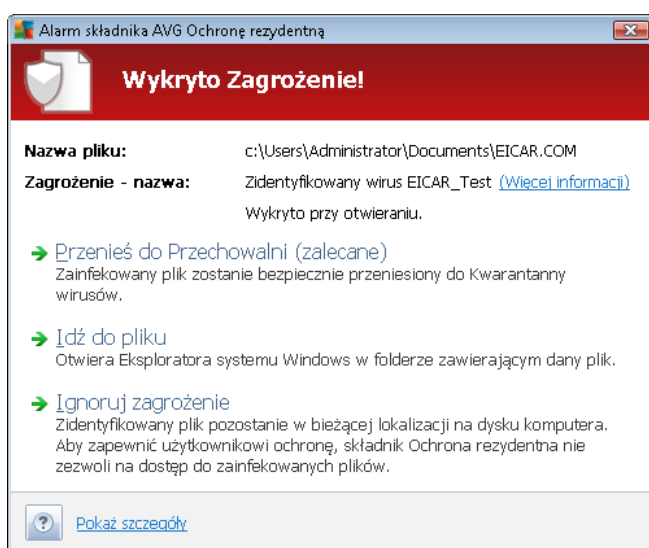 Alarm składnika AVG Ochronę rezydentną
Wykryto Zagrożenie!
Nazwa pliku: c:\Users\Administrator\Documents\EICAR.COM
Zagrożenie - nazwa: Zidentyfikowany wirus EICAR_Test (Więcej informacji)
Wykryto przy otwieraniu.
Przenieś do Przechowalni (zalecane)
Zainfekowany plik zostanie bezpiecznie przeniesiony do Kwarantanny
wirusów.
Idź do pliku
Otwiera Eksploratora systemu Windows w folderze zawierającym dany plik.
Ignoruj zagrożenie
Zidentyfikowany plik pozostanie w bieżącej lokalizacji na dysku komputera.
Aby zapewnić użytkownikowi ochronę, składnik Ochrona rezydentna nie
zezwoli na dostęp do zainfekowanych plików.
? Pokaż szczegóły